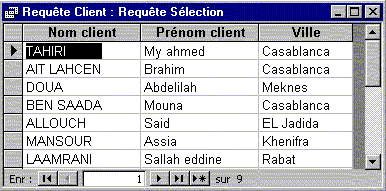 Requête Client : Requête Sélection
Nom client Prénom client Ville
TAHIRI My ahmed Casablanca
AIT LAHCEN Brahim Casablanca
DOUA Abdelilah Meknes
BEN SAADA Mouna Casablanca
ALLOUCH Said EL Jadida
MANSOUR Assia Khenifra
LAAMRANI Sallah eddine Rabat
Enr : 1 sur 9